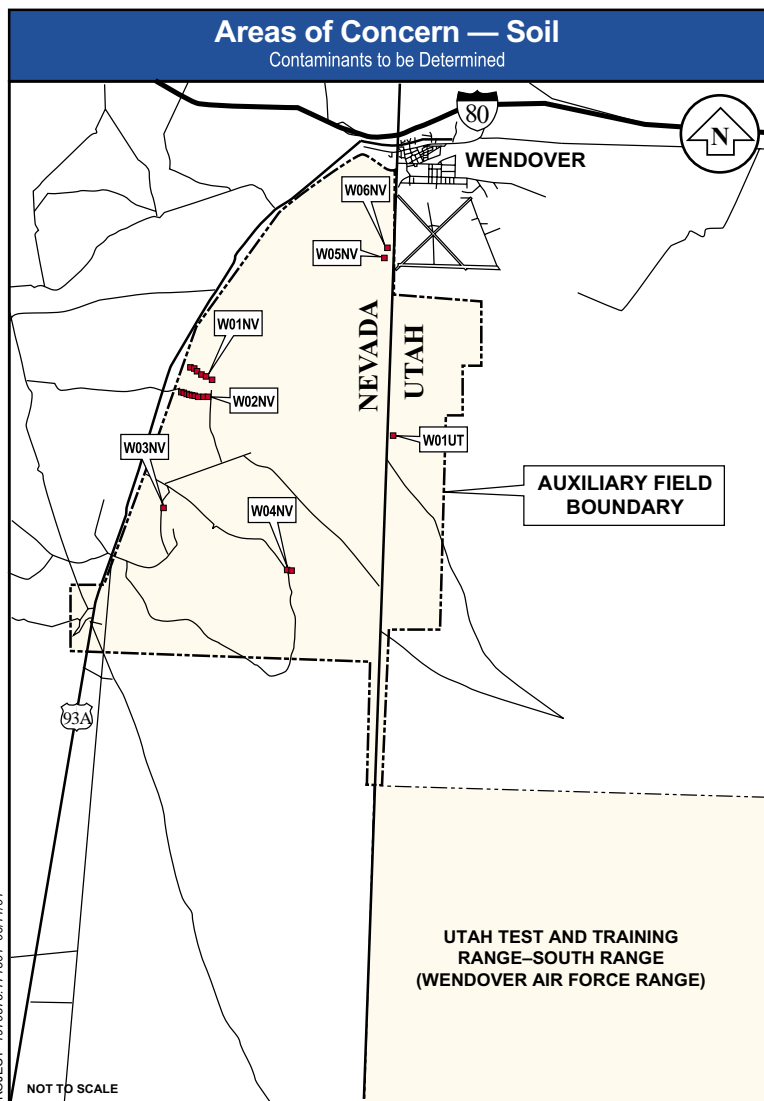 Areas of Concern — Soil
Contaminants to be Determined
80
N
WENDOVER
W06NV
W05NV
NEVADA
UTAH
W01NV
W02NV
W03NV
W01UT
W04NV
AUXILIARY FIELD
BOUNDARY
93A
UTAH TEST AND TRAINING
RANGE–SOUTH RANGE
(WENDOVER AIR FORCE RANGE)
NOT TO SCALE